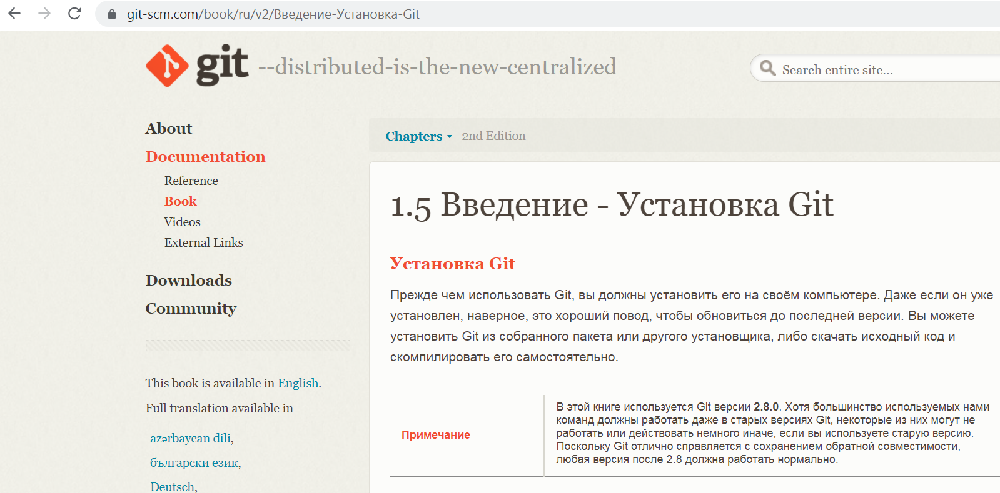 git-scm.com/book/ru/v2/Введение-Установка-Git
git --distributed-is-the-new-centralized
Search entire site...
About
Documentation
Reference
Book
Videos
External Links
Downloads
Community
This book is available in English.
Full translation available in
azərbaycan dili,
български език,
Deutsch,
Chapters 2nd Edition
1.5 Введение - Установка Git
Установка Git
Прежде чем использовать Git, вы должны установить его на своём компьютере. Даже если он уже
установлен, наверное, это хороший повод, чтобы обновиться до последней версии. Вы можете
установить Git из собранного пакета или другого установщика, либо скачать исходный код и
скомпилировать его самостоятельно.
Примечание
В этой книге используется Git версии 2.8.0. Хотя большинство используемых нами
команд должны работать даже в старых версиях Git, некоторые из них могут не
работать или действовать немного иначе, если вы используете старую версию.
Поскольку Git отлично справляется с сохранением обратной совместимости,
любая версия после 2.8 должна работать нормально.